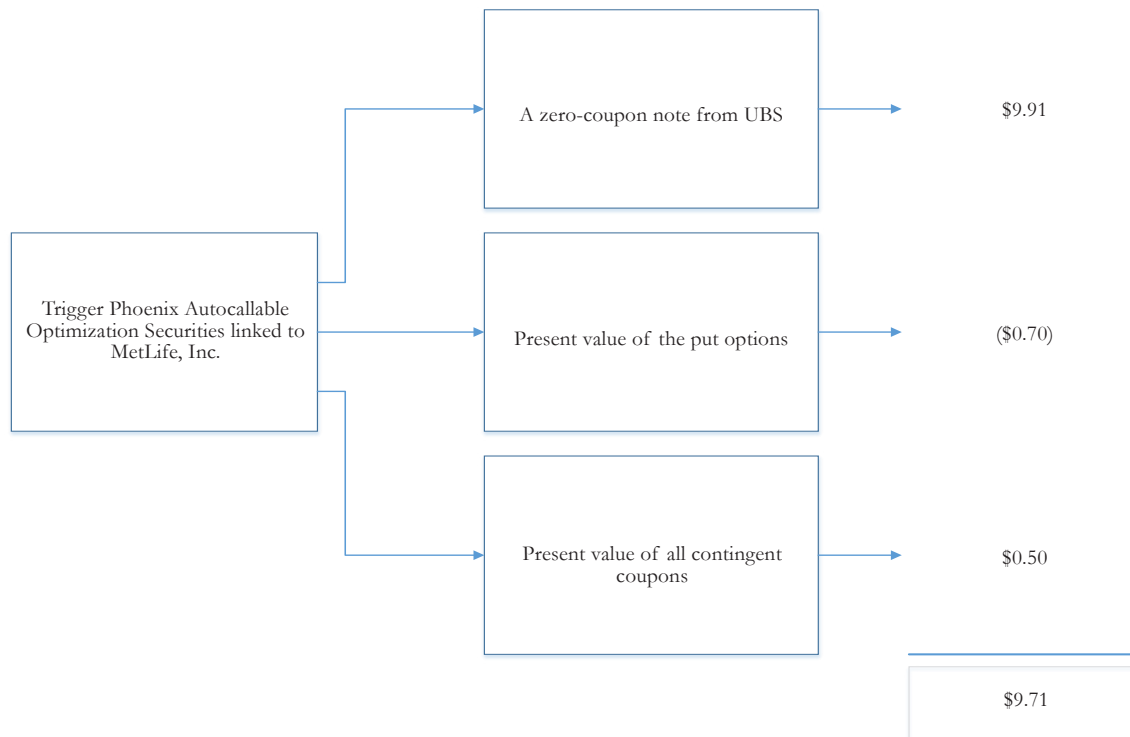 A zero-coupon note from UBS
$9.91
Trigger Phoenix Autocallable
Optimization Securities linked to
MetLife, Inc.
Present value of the put options
($0.70)
Present value of all contingent
coupons
$0.50
$9.71